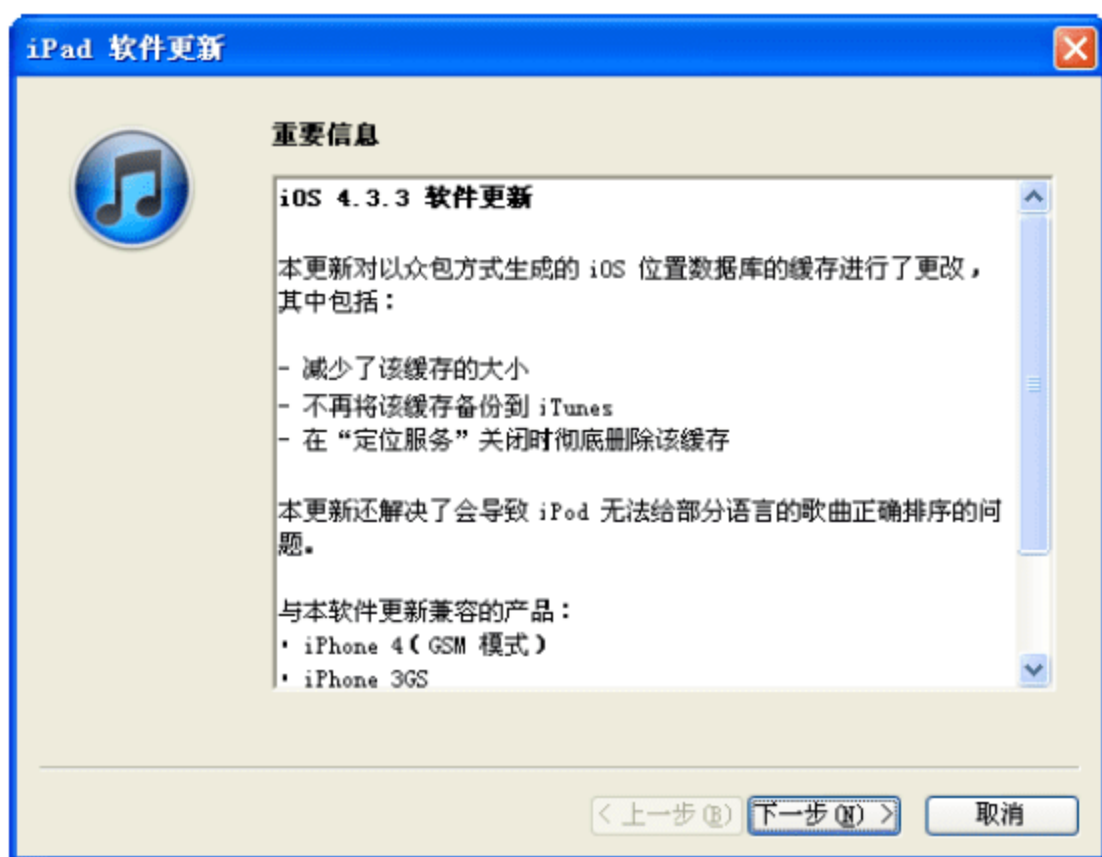 iPad 软件更新
重要信息
iOS 4.3.3 软件更新
本更新对以众包方式生成的 iOS 位置数据库的缓存进行了更改，
其中包括：
- 减少了该缓存的大小
- 不再将该缓存备份到 iTunes
- 在“定位服务”关闭时彻底删除该缓存
本更新还解决了会导致 iPod 无法给部分语言的歌曲正确排序的问
题。
与本软件更新兼容的产品：
· iPhone 4（GSM 模式）
· iPhone 3GS
< 上一步(B) 下一步(N) > 取消